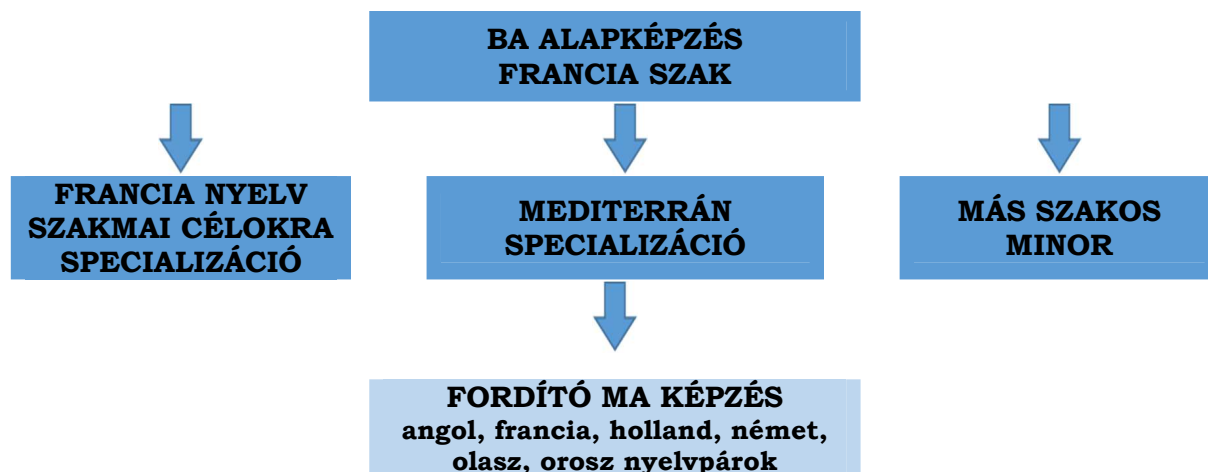 BA ALAPKÉPZÉS
FRANCIA SZAK
FRANCIA NYELV
SZAKMAI CÉLOKRA
SPECIALIZÁCIÓ
MEDITERRÁN
SPECIALIZÁCIÓ
MÁS SZAKOS
MINOR
FORDÍTÓ MA KÉPZÉS
angol, francia, holland, német,
olasz, orosz nyelvpárok